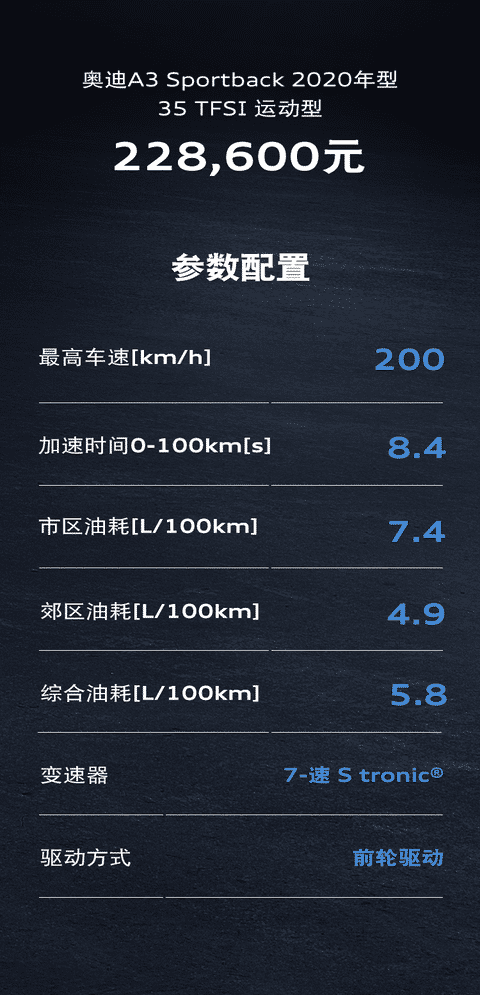 奥迪A3 Sportback 2020年型
35 TFSI 运动型
228,600元
参数配置
最高车速[km/h] 200
加速时间0-100km[s] 8.4
市区油耗[L/100km] 7.4
郊区油耗[L/100km] 4.9
综合油耗[L/100km] 5.8
变速器 7-速 S tronic®
驱动方式 前轮驱动